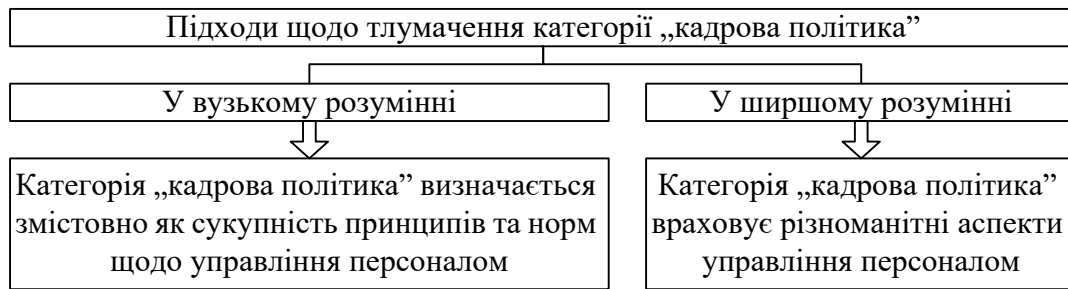 Підходи щодо тлумачення категорії „кадрова політика”
У вузькому розумінні
У ширшому розумінні
Категорія „кадрова політика” визначається
змістовно як сукупність принципів та норм
щодо управління персоналом
Категорія „кадрова політика”
враховує різноманітні аспекти
управління персоналом